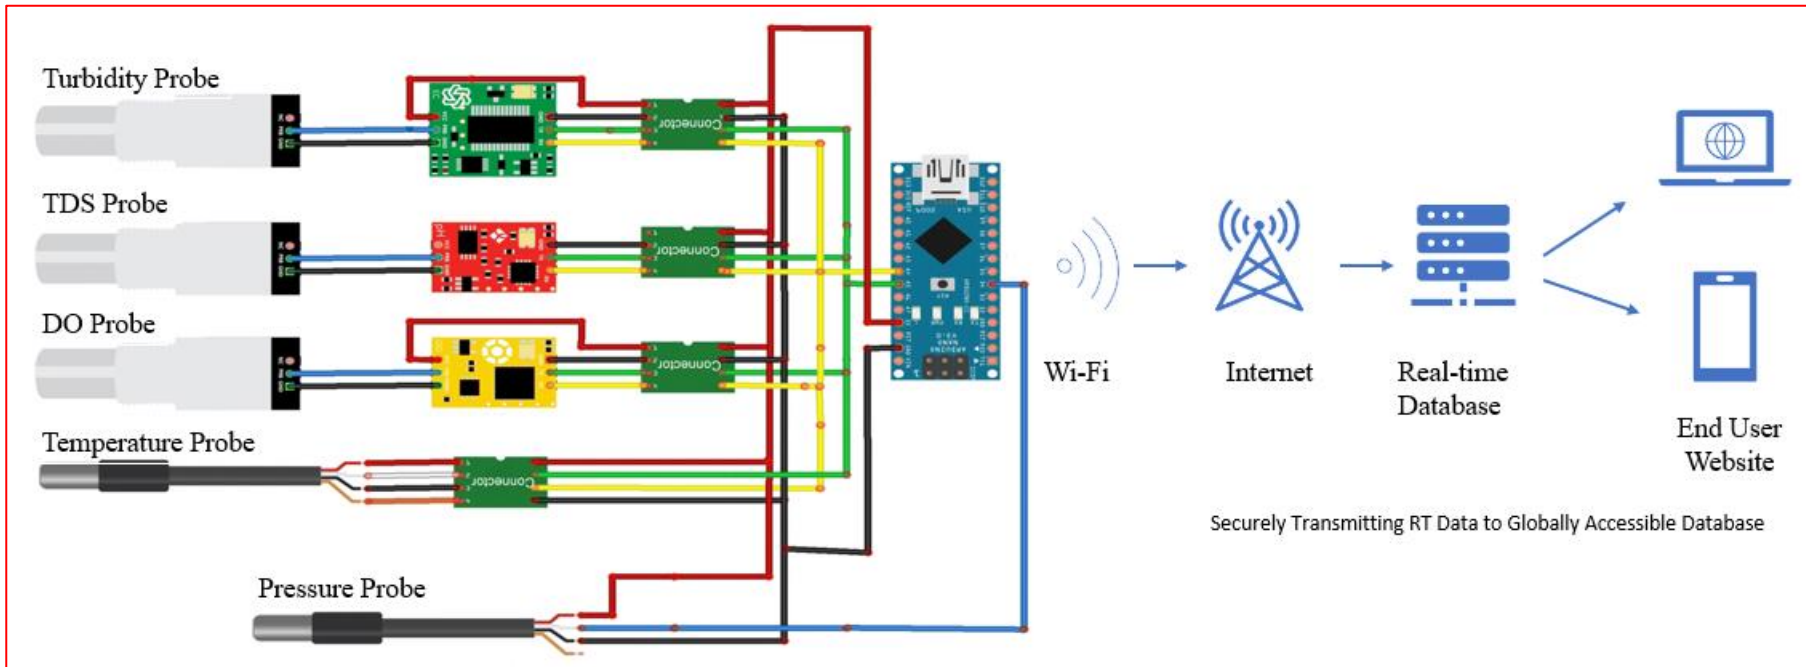 Turbidity Probe
Connector
TDS Probe
pH
Connector
DO Probe
Connector
Temperature Probe
Connector
Pressure Probe
Wi-Fi
Internet
Real-time
Database
End User
Website
Securely Transmitting RT Data to Globally Accessible Database